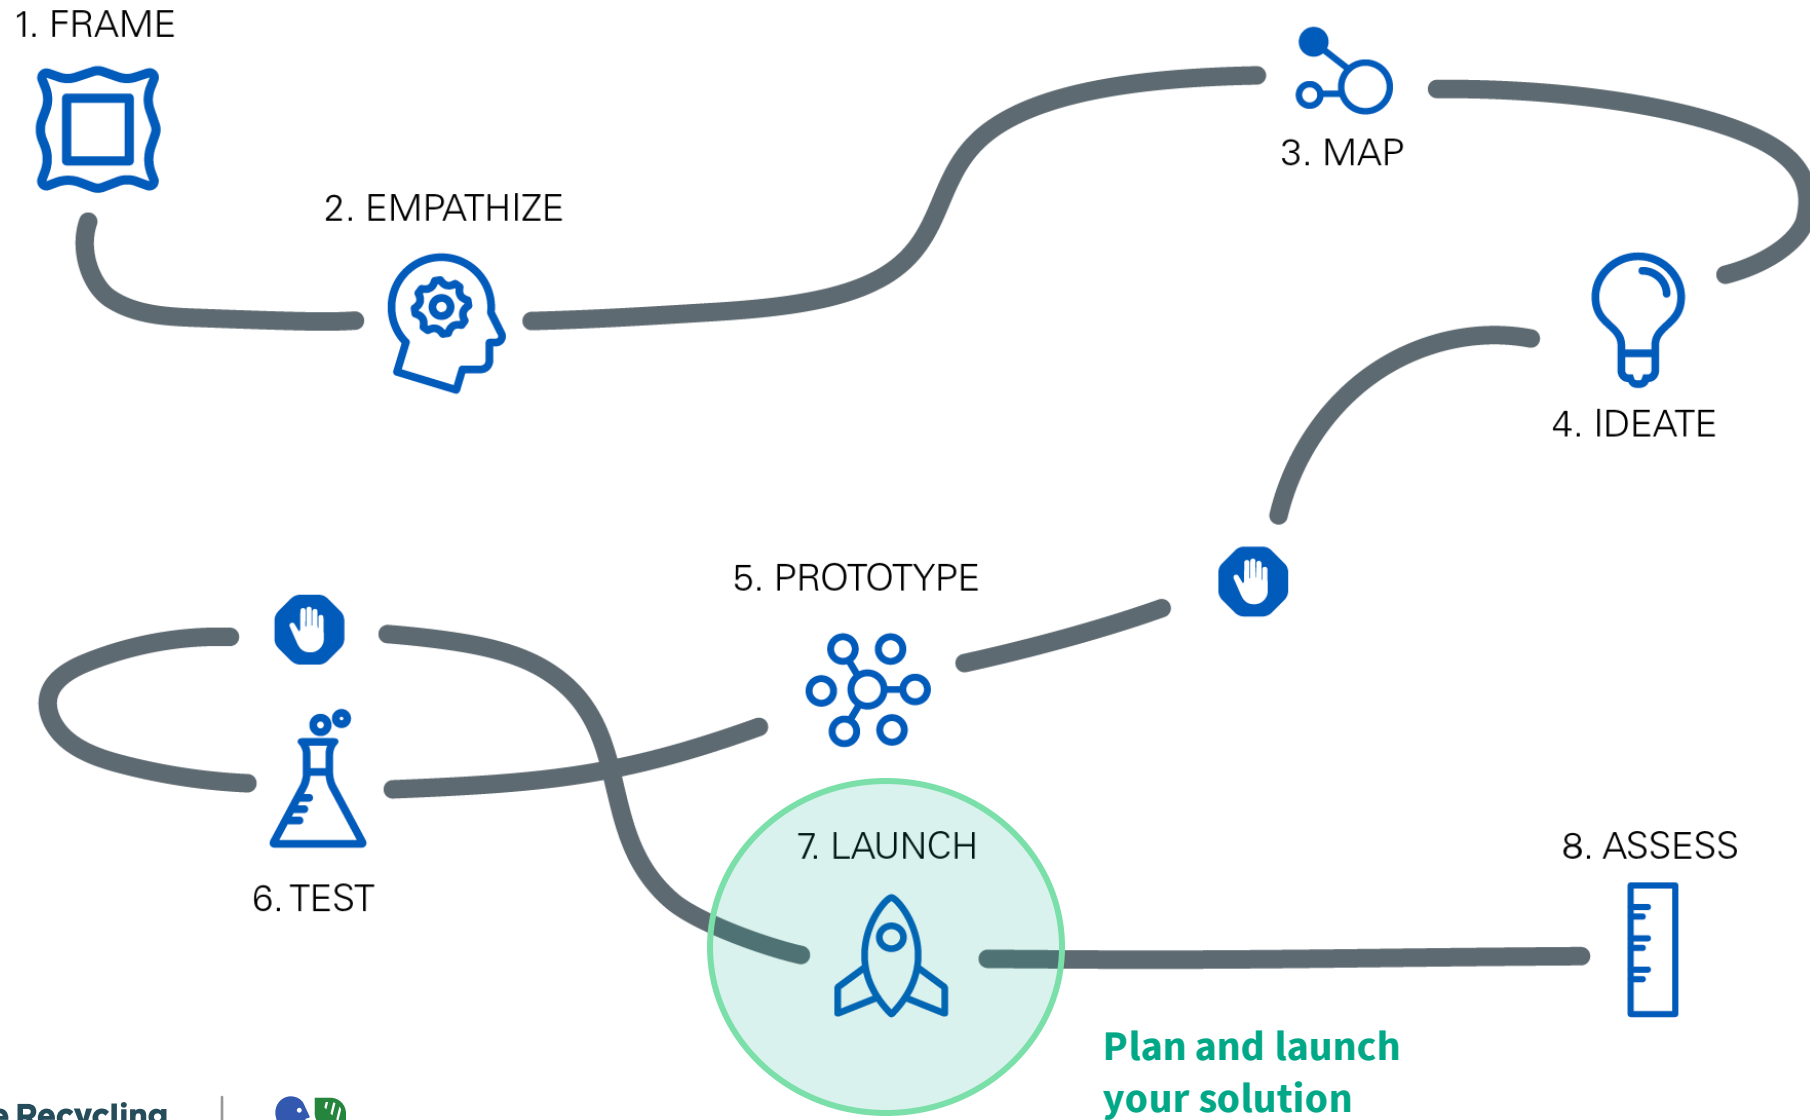 1. FRAME
2. EMPATHIZE
3. MAP
4. IDEATE
5. PROTOTYPE
6. TEST
7. LAUNCH
8. ASSESS
Plan and launch
your solution
Recycling